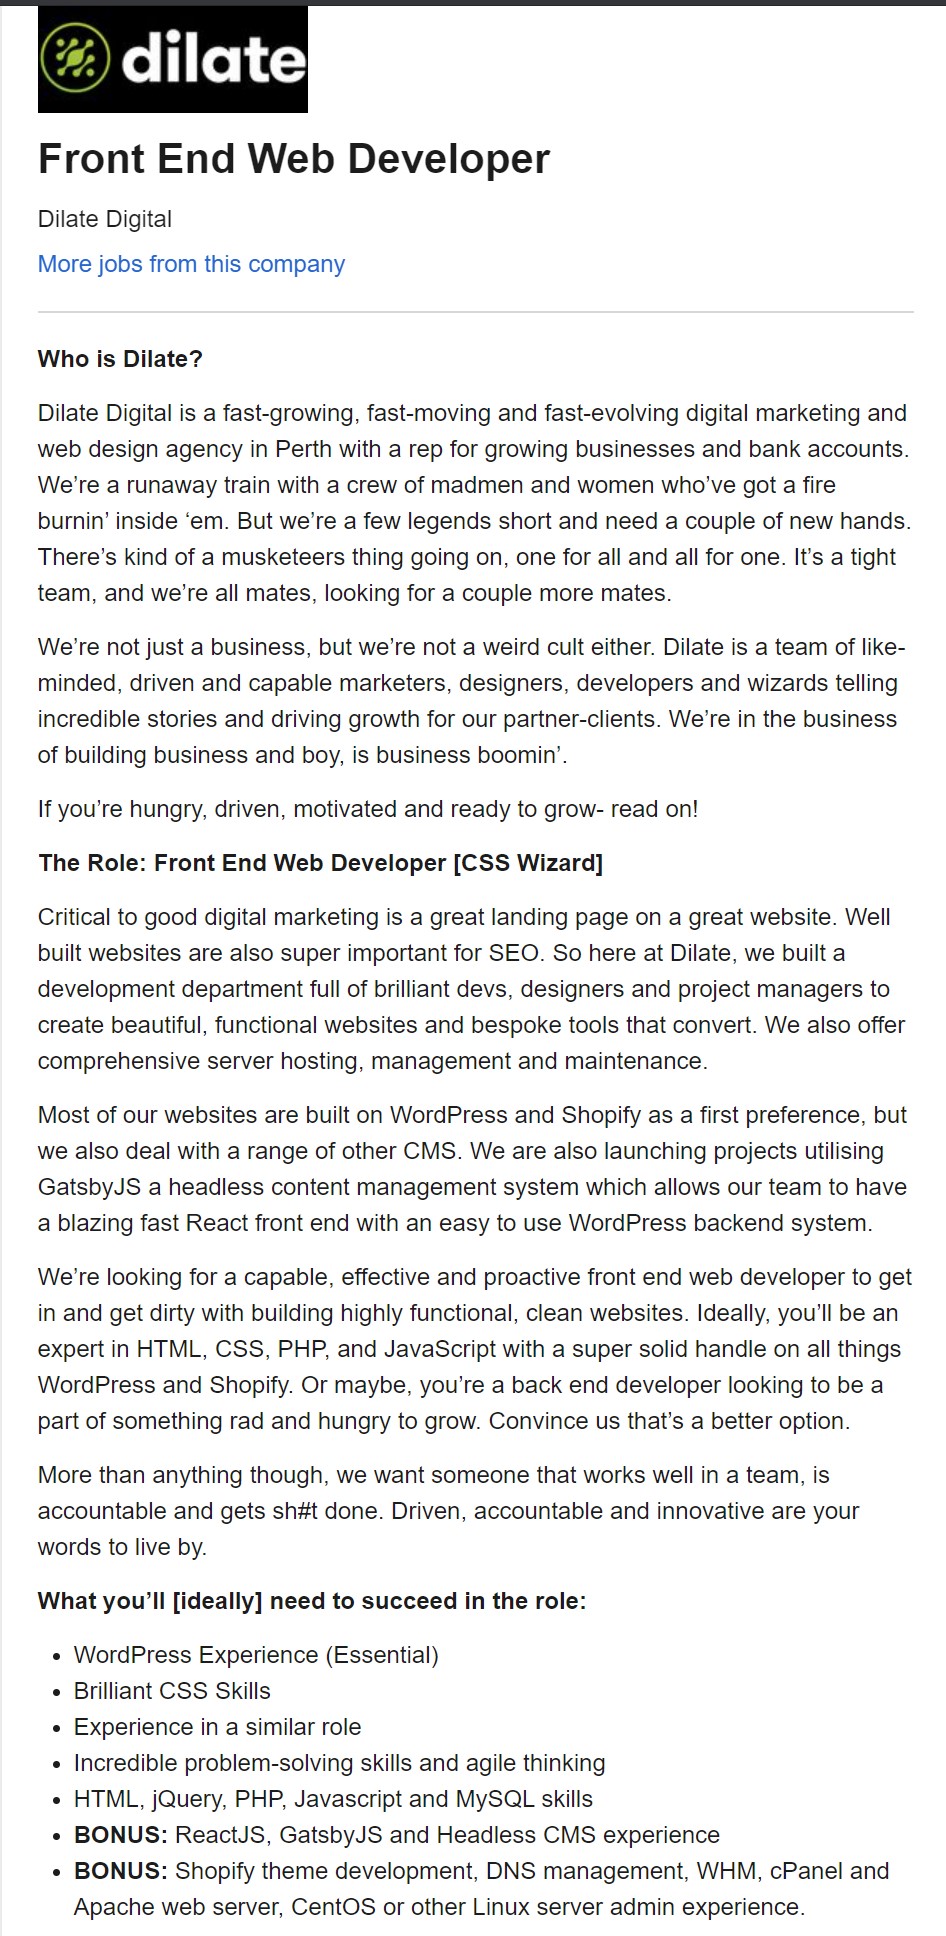 dilate
Front End Web Developer
Dilate Digital
More jobs from this company
Who is Dilate?
Dilate Digital is a fast-growing, fast-moving and fast-evolving digital marketing and
web design agency in Perth with a rep for growing businesses and bank accounts.
We’re a runaway train with a crew of madmen and women who’ve got a fire
burnin’ inside ‘em. But we’re a few legends short and need a couple of new hands.
There’s kind of a musketeers thing going on, one for all and all for one. It’s a tight
team, and we’re all mates, looking for a couple more mates.
We’re not just a business, but we’re not a weird cult either. Dilate is a team of like-
minded, driven and capable marketers, designers, developers and wizards telling
incredible stories and driving growth for our partner-clients. We’re in the business
of building business and boy, is business boomin’.
If you’re hungry, driven, motivated and ready to grow- read on!
The Role: Front End Web Developer [CSS Wizard]
Critical to good digital marketing is a great landing page on a great website. Well
built websites are also super important for SEO. So here at Dilate, we built a
development department full of brilliant devs, designers and project managers to
create beautiful, functional websites and bespoke tools that convert. We also offer
comprehensive server hosting, management and maintenance.
Most of our websites are built on WordPress and Shopify as a first preference, but
we also deal with a range of other CMS. We are also launching projects utilising
GatsbyJS a headless content management system which allows our team to have
a blazing fast React front end with an easy to use WordPress backend system.
We’re looking for a capable, effective and proactive front end web developer to get
in and get dirty with building highly functional, clean websites. Ideally, you’ll be an
expert in HTML, CSS, PHP, and JavaScript with a super solid handle on all things
WordPress and Shopify. Or maybe, you’re a back end developer looking to be a
part of something rad and hungry to grow. Convince us that’s a better option.
More than anything though, we want someone that works well in a team, is
accountable and gets sh#t done. Driven, accountable and innovative are your
words to live by.
What you’ll [ideally] need to succeed in the role:
• WordPress Experience (Essential)
• Brilliant CSS Skills
• Experience in a similar role
• Incredible problem-solving skills and agile thinking
• HTML, jQuery, PHP, Javascript and MySQL skills
• BONUS: ReactJS, GatsbyJS and Headless CMS experience
• BONUS: Shopify theme development, DNS management, WHM, cPanel and
Apache web server, CentOS or other Linux server admin experience.